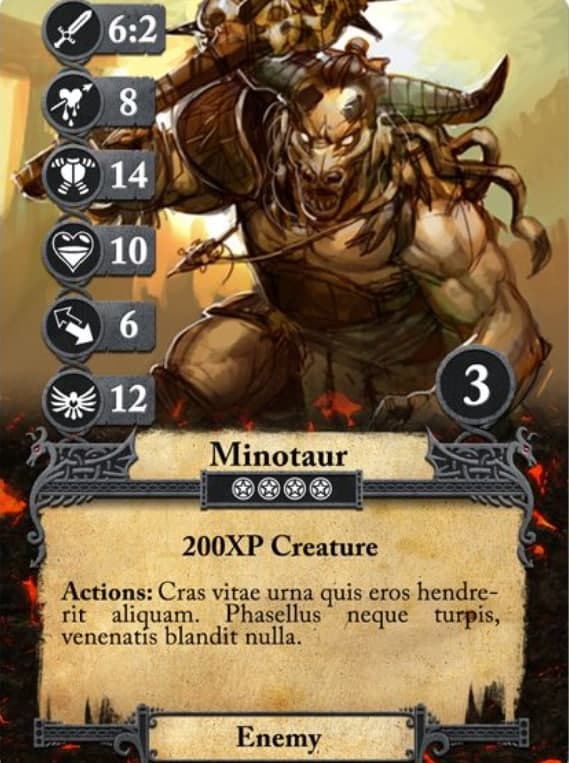 6:2
8
14
10
6
12
3
Minotaur
200XP Creature
Actions: Cras vitae urna quis eros hendre-
rit aliquam. Phasellus neque turpis,
venenatis blandit nulla.
Enemy